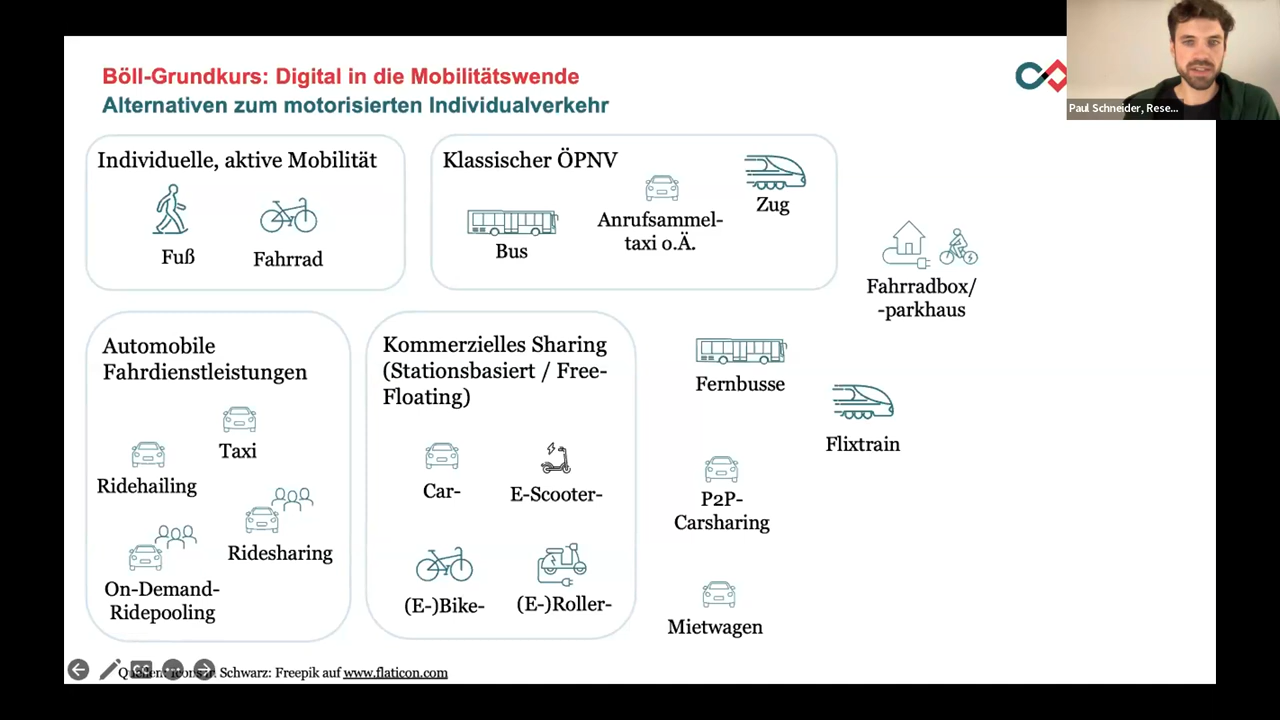 Böll-Grundkurs: Digital in die Mobilitätswende
Alternativen zum motorisierten Individualverkehr
Paul Schneider, Rese...
Individuelle, aktive Mobilität
Fuß
Fahrrad
Klassischer ÖPNV
Bus
Anrufsammel-
taxi o.Ä.
Zug
Fahrradbox/
-parkhaus
Automobile
Fahrdienstleistungen
Taxi
Ridehailing
Ridesharing
On-Demand-
Ridepooling
Kommerzielles Sharing
(Stationsbasiert / Free-
Floating)
Car-
E-Scooter-
(E-)Bike-
(E-)Roller-
Fernbusse
Flixtrain
P2P-
Carsharing
Mietwagen
Schwarz: Freepik auf www.flaticon.com